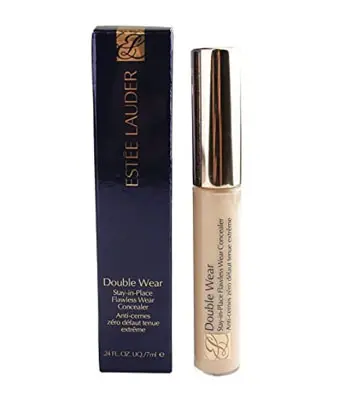 ESTĒE LAUDER
Double Wear
Stay-in-Place
Flawless Wear
Concealer
Anti-cernes
zéro défaut tenue
extrême
.24 FL. OZ. LIQ./7ml ℮
Double Wear
Stay-in-Place Flawless Wear Concealer
Anti-cernes zéro défaut tenue extrême